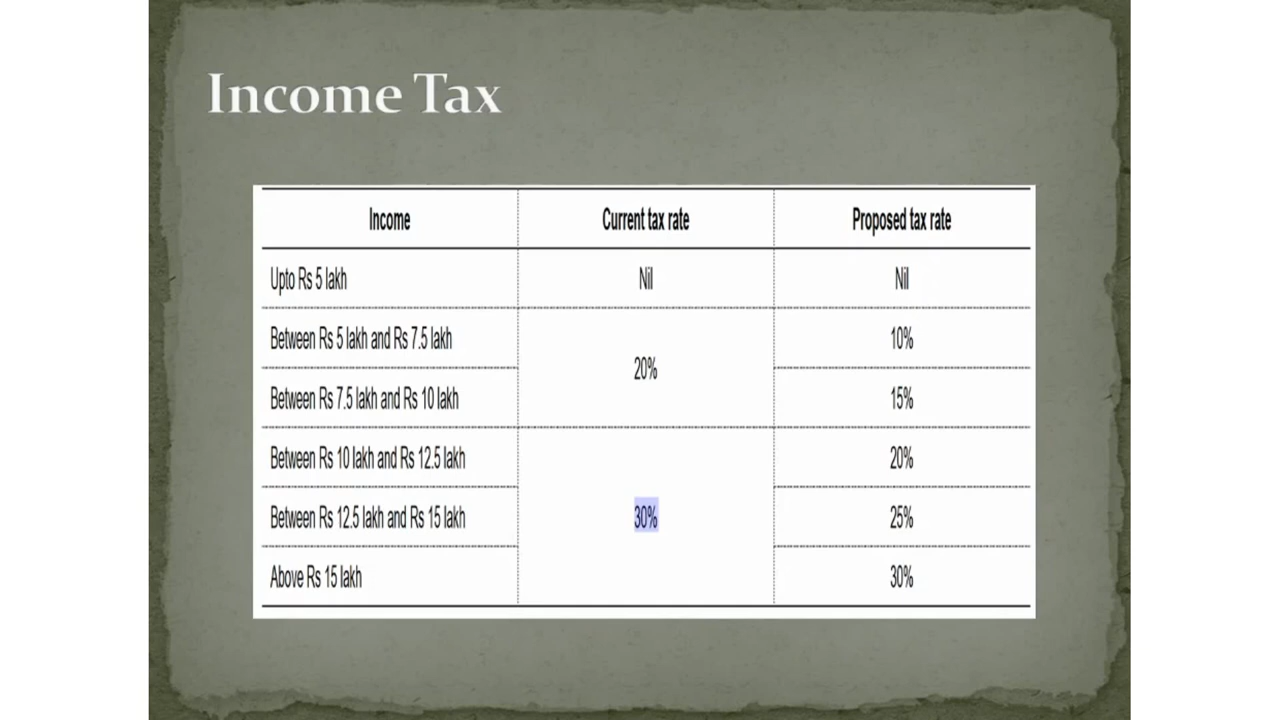 Income Tax
Income Current tax rate Proposed tax rate
Upto Rs 5 lakh Nil Nil
Between Rs 5 lakh and Rs 7.5 lakh 10%
20%
Between Rs 7.5 lakh and Rs 10 lakh 15%
Between Rs 10 lakh and Rs 12.5 lakh 20%
Between Rs 12.5 lakh and Rs 15 lakh 30% 25%
Above Rs 15 lakh 30%